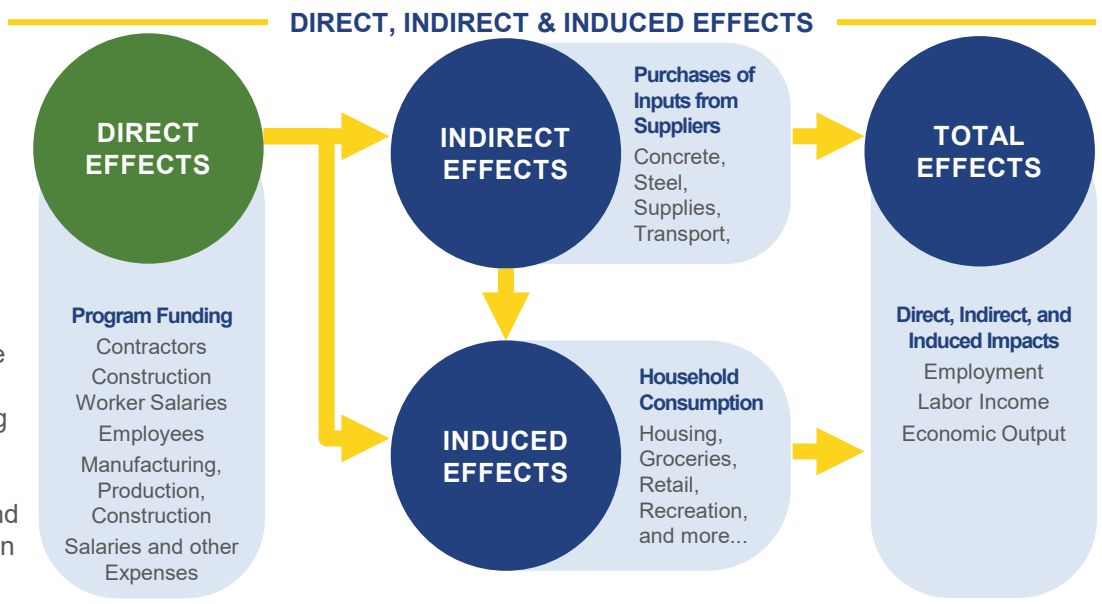 DIRECT, INDIRECT & INDUCED EFFECTS
DIRECT
EFFECTS
Program Funding
Contractors
Construction
Worker Salaries
Employees
Manufacturing,
Production,
Construction
Salaries and other
Expenses
INDIRECT
EFFECTS
Purchases of
Inputs from
Suppliers
Concrete,
Steel,
Supplies,
Transport,
INDUCED
EFFECTS
Household
Consumption
Housing,
Groceries,
Retail,
Recreation,
and more...
TOTAL
EFFECTS
Direct, Indirect, and
Induced Impacts
Employment
Labor Income
Economic Output